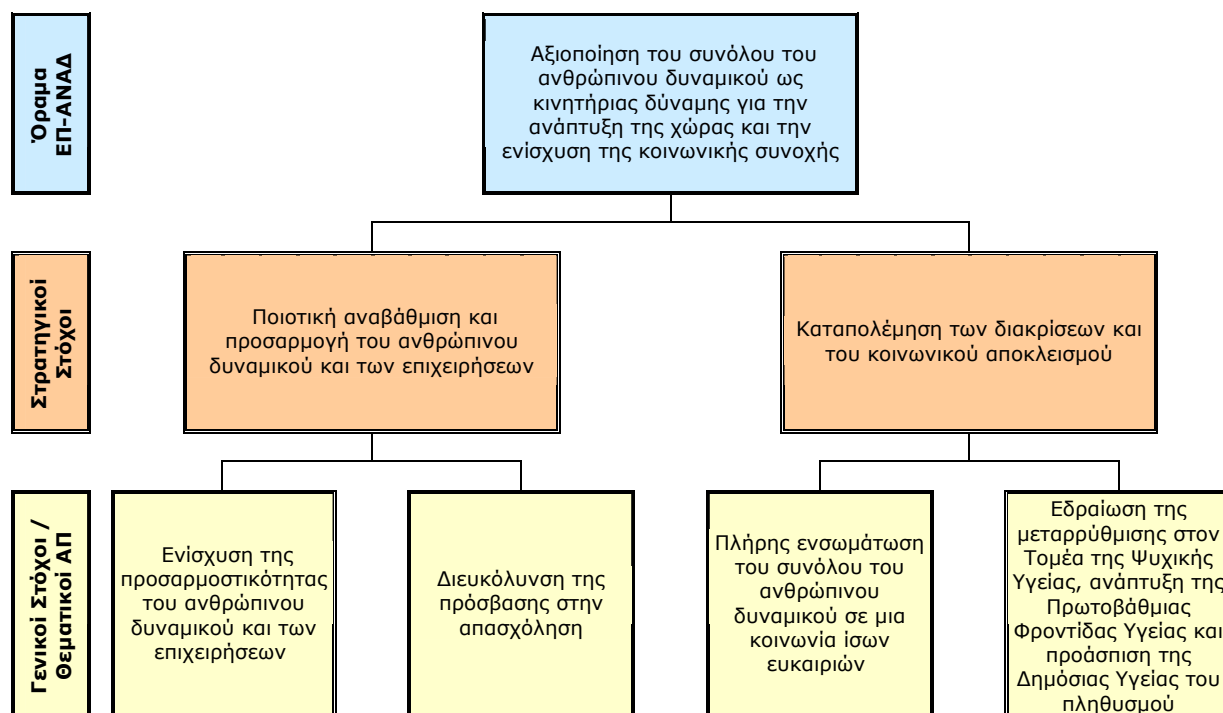 Όραμα
ΕΠ-ΑΝΑΔ
Αξιοποίηση του συνόλου του
ανθρώπινου δυναμικού ως
κινητήριας δύναμης για την
ανάπτυξη της χώρας και την
ενίσχυση της κοινωνικής συνοχής
Στρατηγικοί
Στόχοι
Ποιοτική αναβάθμιση και
προσαρμογή του ανθρώπινου
δυναμικού και των επιχειρήσεων
Καταπολέμηση των διακρίσεων και
του κοινωνικού αποκλεισμού
Γενικοί Στόχοι /
Θεματικοί ΑΠ
Ενίσχυση της
προσαρμοστικότητας
του ανθρώπινου
δυναμικού και των
επιχειρήσεων
Διευκόλυνση της
πρόσβασης στην
απασχόληση
Πλήρης ενσωμάτωση
του συνόλου του
ανθρώπινου
δυναμικού σε μια
κοινωνία ίσων
ευκαιριών
Εδραίωση της
μεταρρύθμισης στον
Τομέα της Ψυχικής
Υγείας, ανάπτυξη της
Πρωτοβάθμιας
Φροντίδας Υγείας και
προάσπιση της
Δημόσιας Υγείας του
πληθυσμού